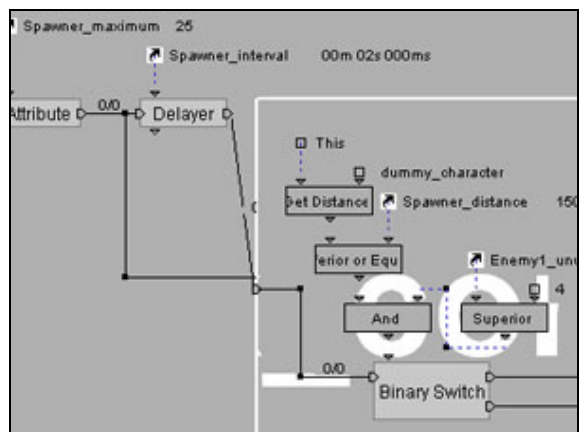 Spawner_maximum 25
Spawner_interval 00m 02s 000ms
Attribute 0/0 Delayer
This
dummy_character
Get Distance Spawner_distance 150
erior or Equ
Enemy1_unu
4
And Superior
0/0
Binary Switch